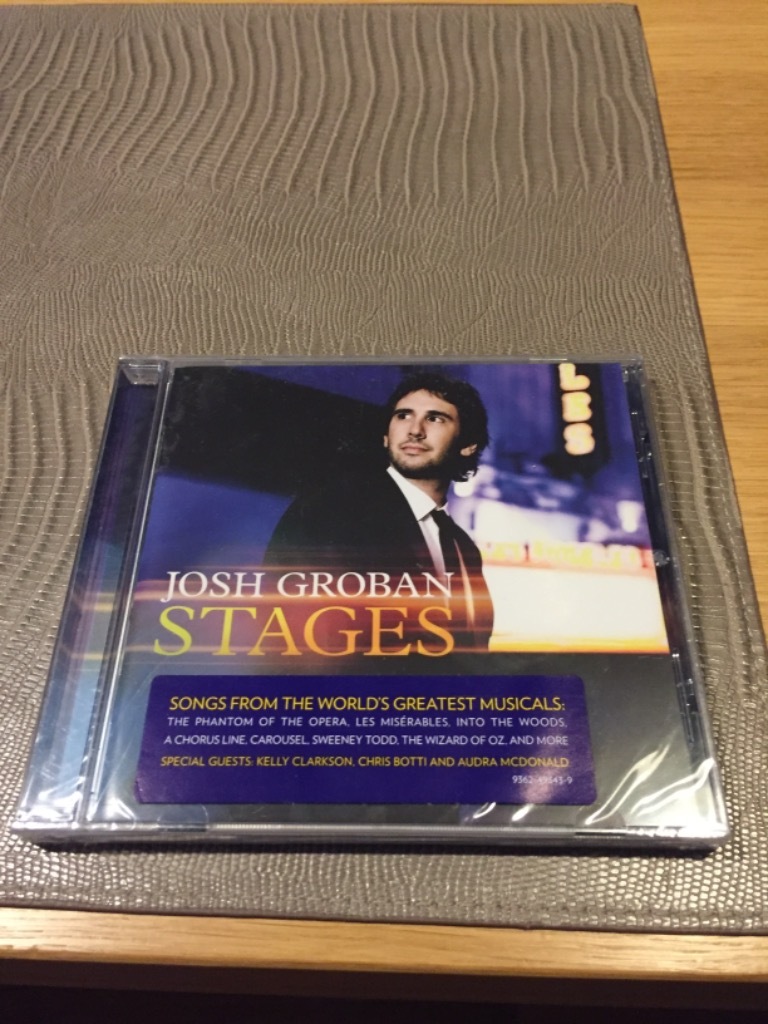 LES
JOSH GROBAN
STAGES
SONGS FROM THE WORLD'S GREATEST MUSICALS:
THE PHANTOM OF THE OPERA, LES MISÉRABLES, INTO THE WOODS,
A CHORUS LINE, CAROUSEL, SWEENEY TODD, THE WIZARD OF OZ, AND MORE
SPECIAL GUESTS: KELLY CLARKSON, CHRIS BOTTI AND AUDRA MCDONALD